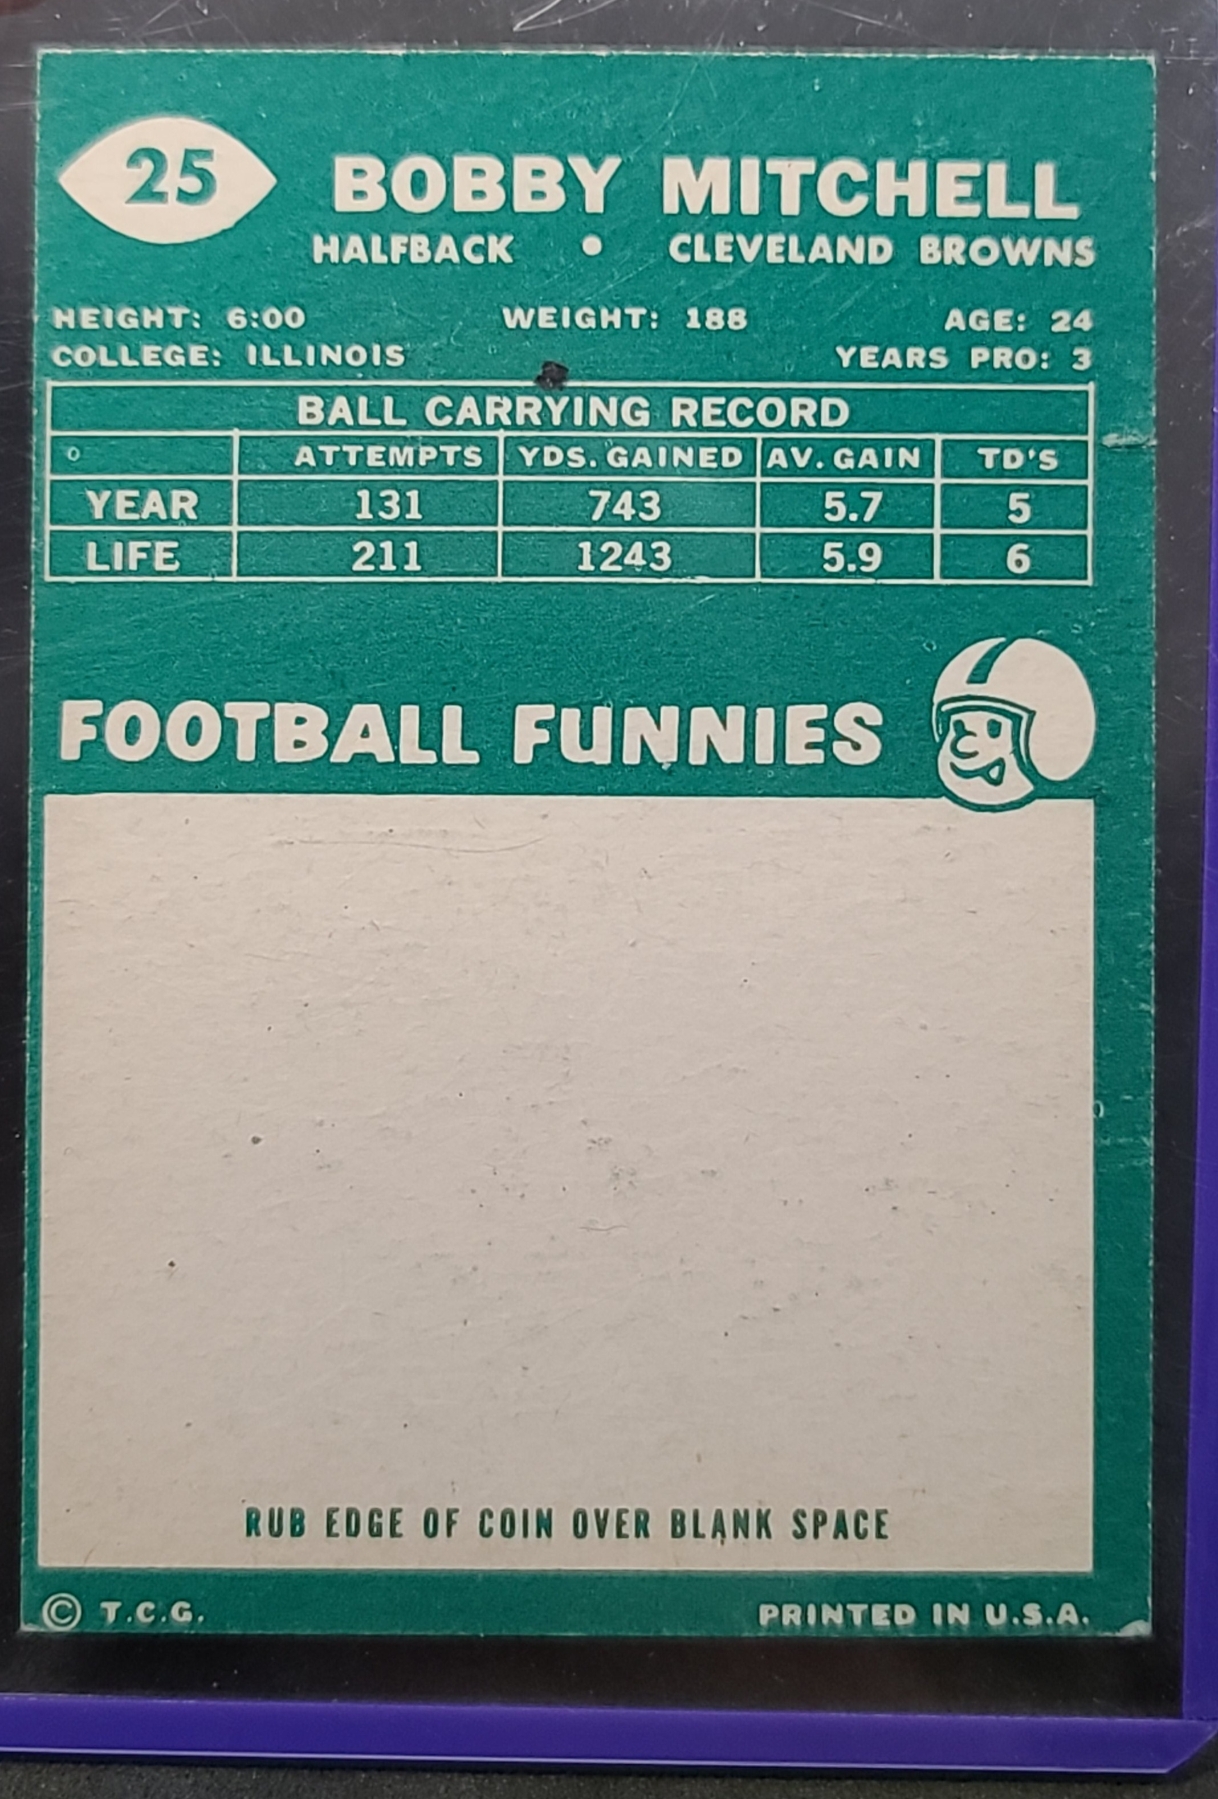 25
BOBBY MITCHELL
HALFBACK • CLEVELAND BROWNS
HEIGHT: 6:00 WEIGHT: 188 AGE: 24
COLLEGE: ILLINOIS YEARS PRO: 3
BALL CARRYING RECORD
ATTEMPTS YDS. GAINED AV. GAIN TD'S
YEAR 131 743 5.7 5
LIFE 211 1243 5.9 6
FOOTBALL FUNNIES
RUB EDGE OF COIN OVER BLANK SPACE
© T.C.G. PRINTED IN U.S.A.